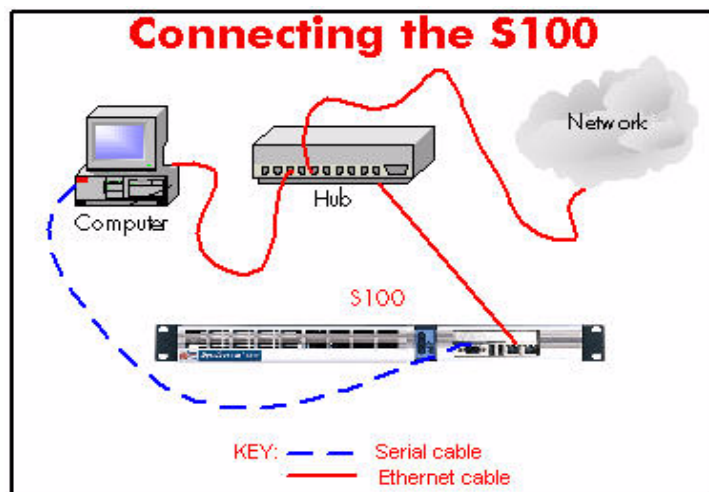 Connecting the S100
Network
Hub
Computer
S100
KEY:
Serial cable
Ethernet cable